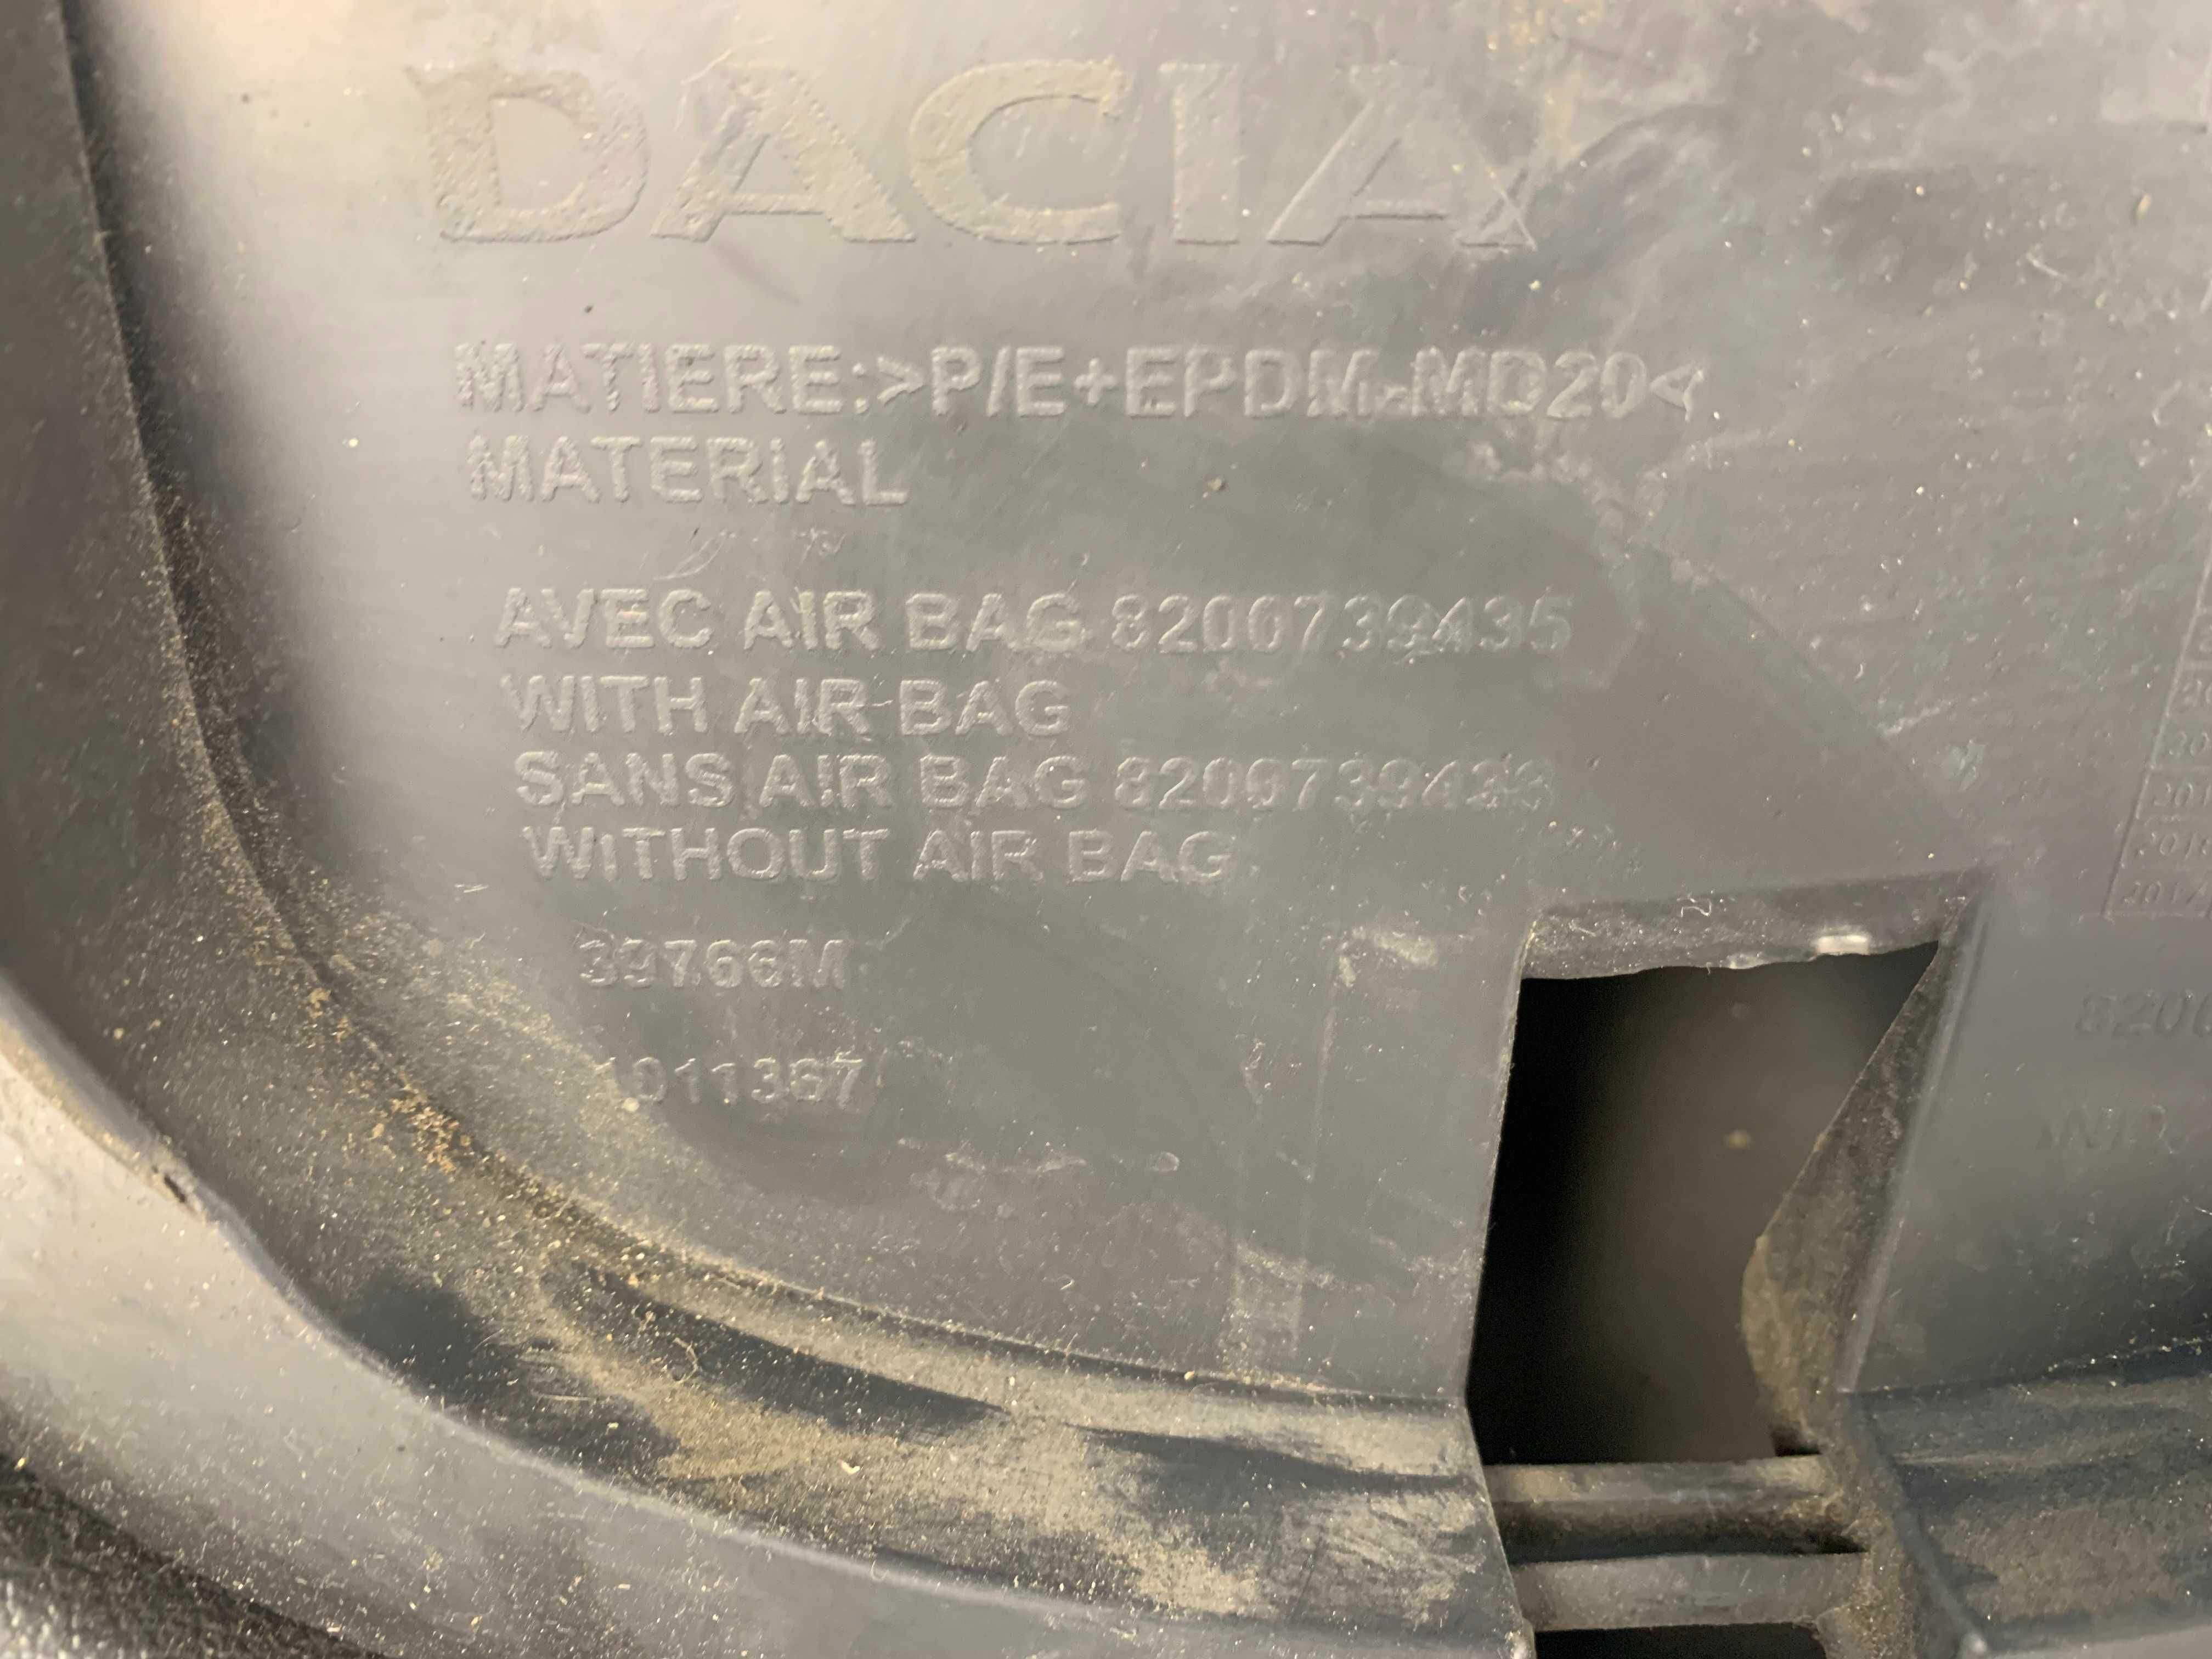 DACIA
MATIERE:>P/E+EPDM-MD20<
MATERIAL
AVEC AIR BAG 8200739435
WITH AIR BAG
SANS AIR BAG
WITHOUT AIR BAG
39766M
1011367
2017